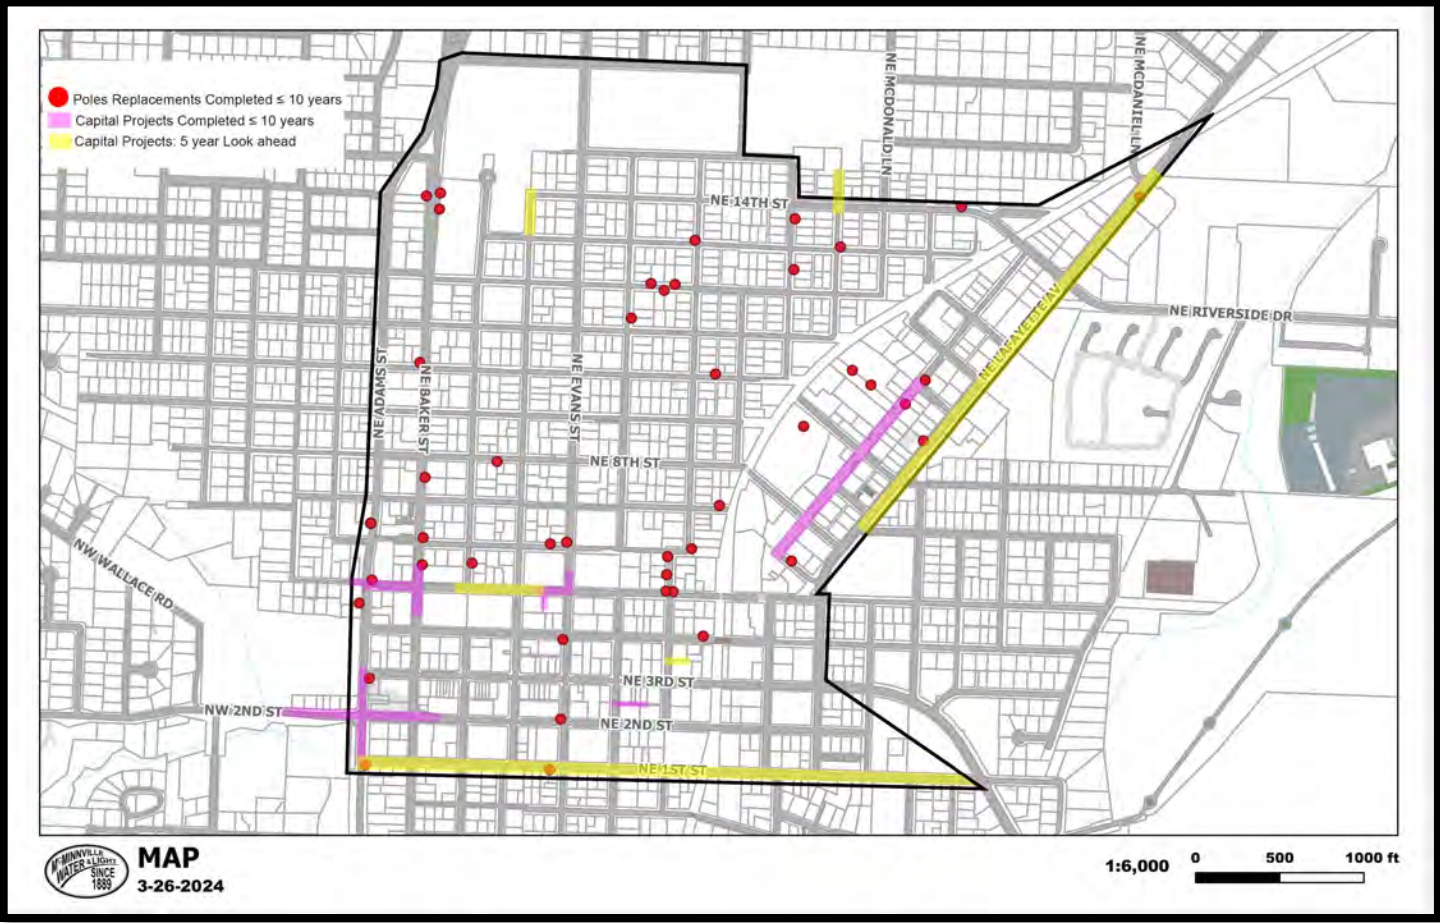 Poles Replacements Completed ≤ 10 years
Capital Projects Completed ≤ 10 years
Capital Projects: 5 year Look ahead
NE MCDONALD LN
NE MCDANIEL LN
NE 14TH ST
NE RIVERSIDE DR
NE LAFAYETTE AV
NE ADAMS ST
NE BAKER ST
NE EVANS ST
NE 8TH ST
NW WALLACE RD
NE 3RD ST
NW 2ND ST
NE 2ND ST
NE 1ST ST
MCMINNVILLE
WATER & LIGHT
SINCE
1889
MAP
3-26-2024
1:6,000
0 500 1000 ft